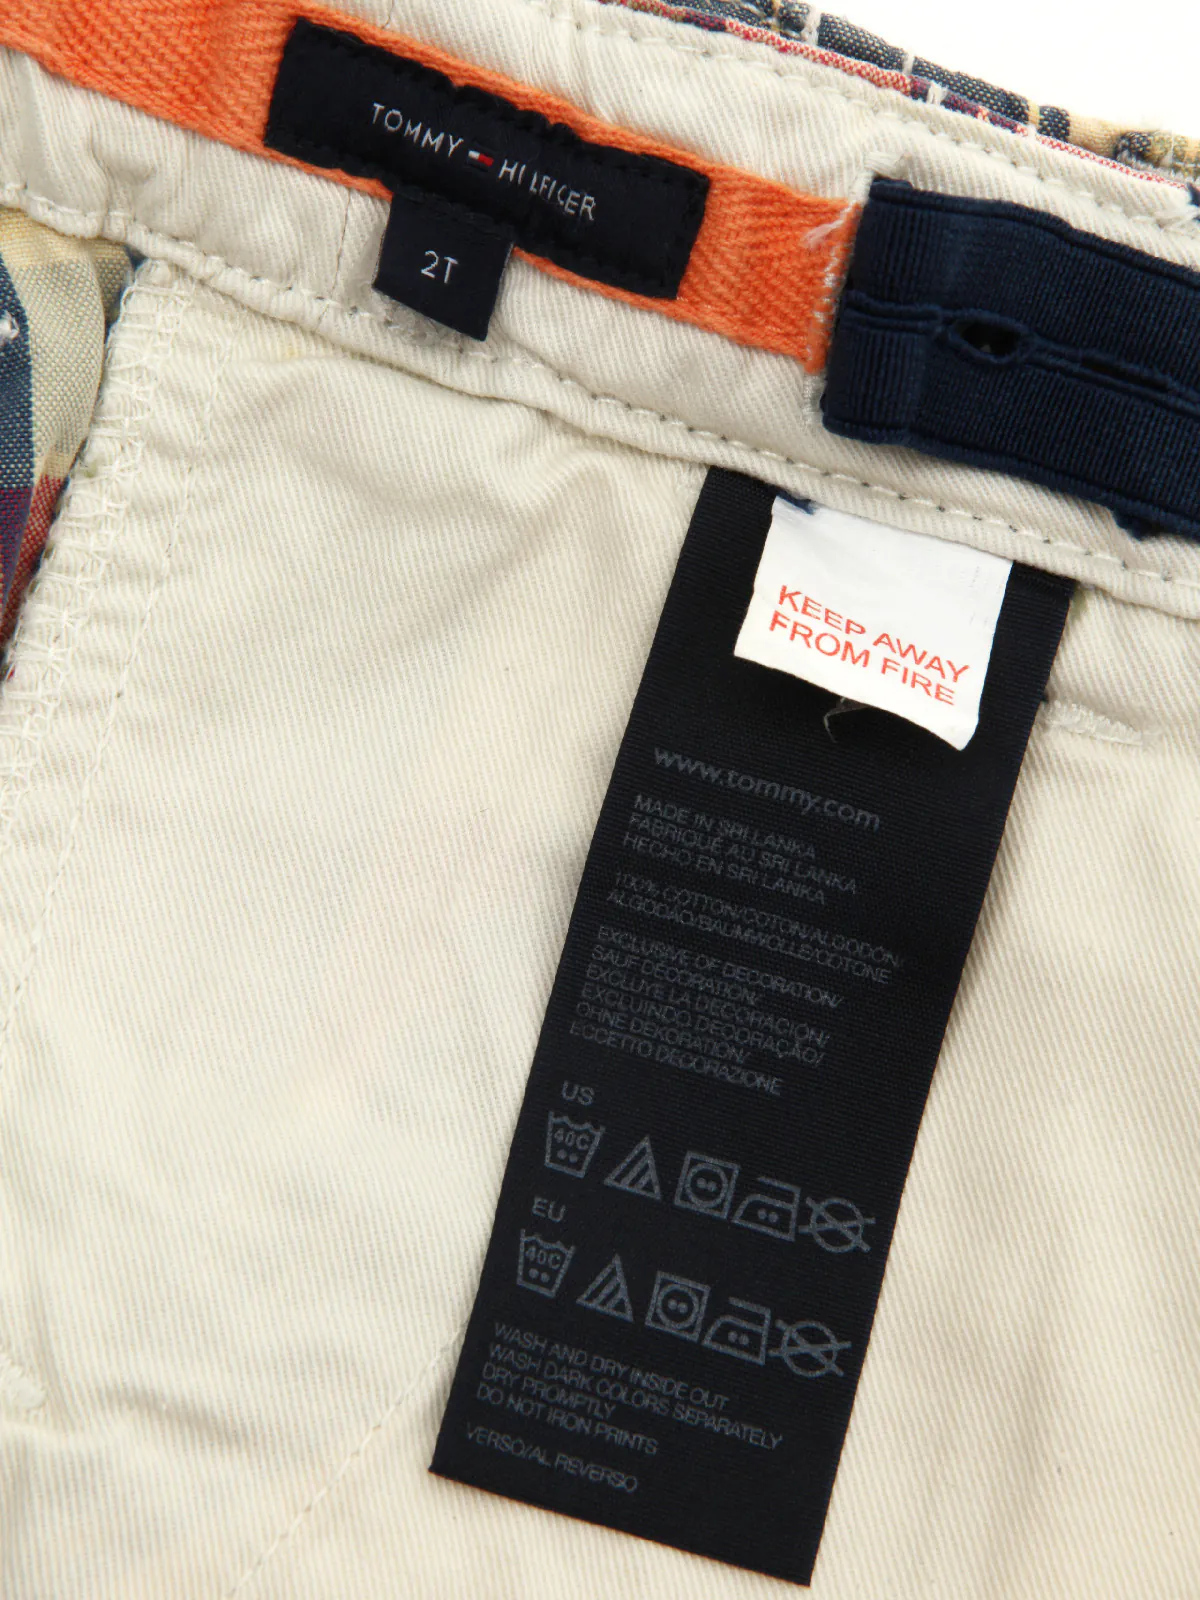 TOMMY HILFIGER
2T
KEEP AWAY
FROM FIRE
www.tommy.com
MADE IN SRI LANKA
FABRIQUÉ AU SRI LANKA
HECHO EN SRI LANKA
100% COTTON/COTON/ALGODÓN/
ALGODÃO/BAUMWOLLE/COTONE
EXCLUSIVE OF DECORATION/
SAUF DECORATION/
EXCLUYE LA DECORACIÓN/
EXCLUINDO DECORAÇÃO/
OHNE DEKORATION/
ECCETTO DECORAZIONE
US
40C
EU
40C
WASH AND DRY INSIDE OUT
WASH DARK COLORS SEPARATELY
DRY PROMPTLY
DO NOT IRON PRINTS
VERSO/AL REVERSO